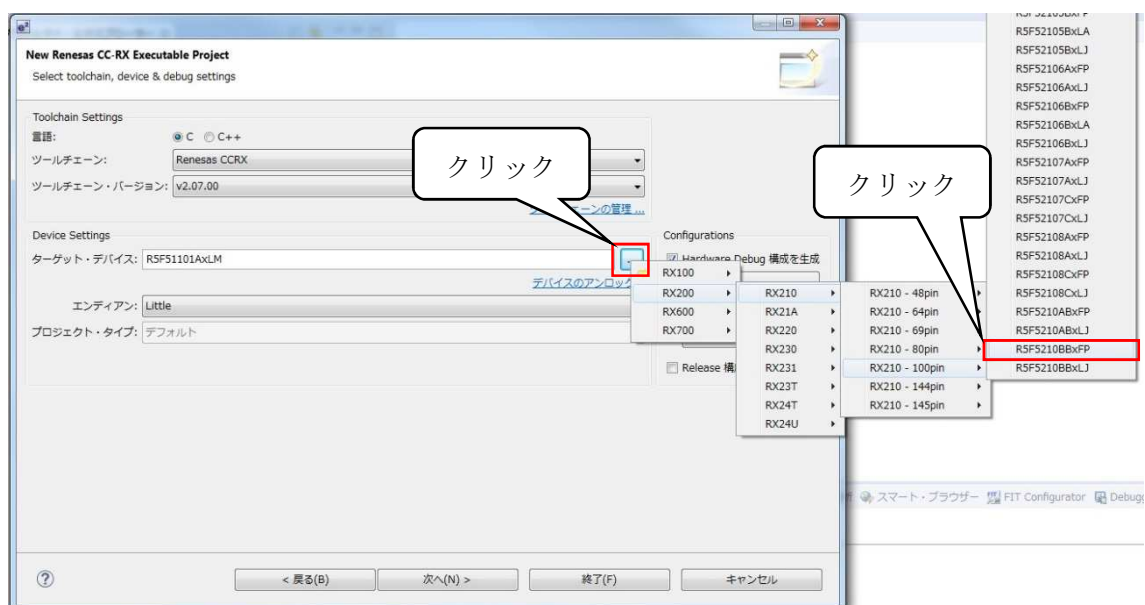 New Renesas CC-RX Executable Project
Select toolchain, device & debug settings
Toolchain Settings
言語:
C
C++
ツールチェーン:
Renesas CCRX
ツールチェーン・バージョン:
v2.07.00
ーンの管理 ...
クリック
Device Settings
ターゲット・デバイス:
R5F51101AxLM
デバイスのアンロック
エンディアン:
Little
プロジェクト・タイプ:
デフォルト
Configurations
Hardware Debug 構成を生成
Release 構
RX100
RX200
RX600
RX700
RX210
RX21A
RX220
RX230
RX231
RX23T
RX24T
RX24U
RX210 - 48pin
RX210 - 64pin
RX210 - 69pin
RX210 - 80pin
RX210 - 100pin
RX210 - 144pin
RX210 - 145pin
クリック
R5F52105BxLA
R5F52105BxLJ
R5F52106AxFP
R5F52106AxLJ
R5F52106BxFP
R5F52106BxLA
R5F52106BxLJ
R5F52107AxFP
R5F52107AxLJ
R5F52107CxFP
R5F52107CxLJ
R5F52108AxFP
R5F52108AxLJ
R5F52108CxFP
R5F52108CxLJ
R5F5210ABxFP
R5F5210ABxLJ
R5F5210BBxFP
R5F5210BBxLJ
スマート・ブラウザー
FIT Configurator
Debug
< 戻る(B)
次へ(N) >
終了(F)
キャンセル